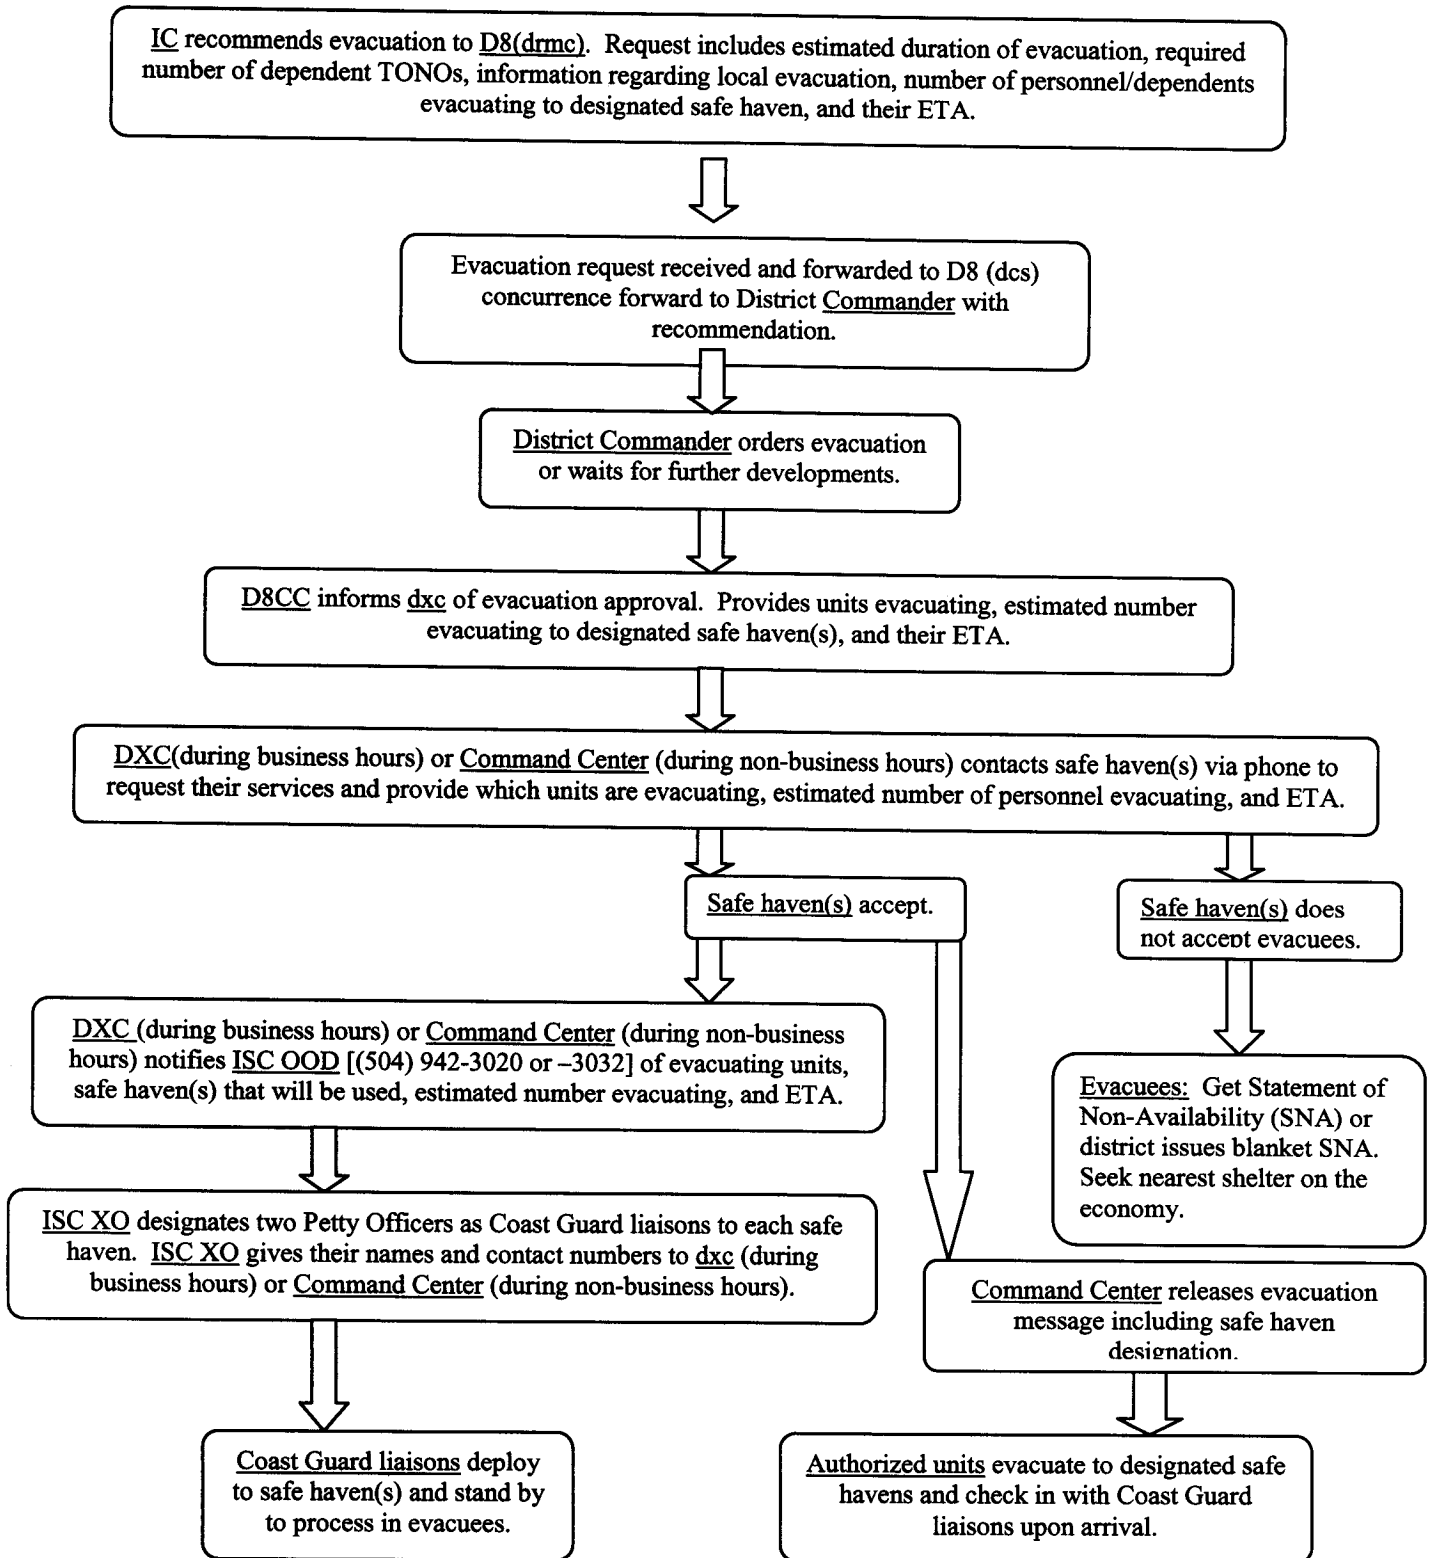 IC recommends evacuation to D8(drmc). Request includes estimated duration of evacuation, required
number of dependent TONOs, information regarding local evacuation, number of personnel/dependents
evacuating to designated safe haven, and their ETA.
Evacuation request received and forwarded to D8 (dcs)
concurrence forward to District Commander with
recommendation.
District Commander orders evacuation
or waits for further developments.
D8CC informs dxc of evacuation approval. Provides units evacuating, estimated number
evacuating to designated safe haven(s), and their ETA.
DXC(during business hours) or Command Center (during non-business hours) contacts safe haven(s) via phone to
request their services and provide which units are evacuating, estimated number of personnel evacuating, and ETA.
Safe haven(s) accept.
Safe haven(s) does
not accept evacuees.
DXC (during business hours) or Command Center (during non-business
hours) notifies ISC OOD [(504) 942-3020 or –3032] of evacuating units,
safe haven(s) that will be used, estimated number evacuating, and ETA.
Evacuees: Get Statement of
Non-Availability (SNA) or
district issues blanket SNA.
Seek nearest shelter on the
economy.
ISC XO designates two Petty Officers as Coast Guard liaisons to each safe
haven. ISC XO gives their names and contact numbers to dxc (during
business hours) or Command Center (during non-business hours).
Command Center releases evacuation
message including safe haven
designation.
Coast Guard liaisons deploy
to safe haven(s) and stand by
to process in evacuees.
Authorized units evacuate to designated safe
havens and check in with Coast Guard
liaisons upon arrival.